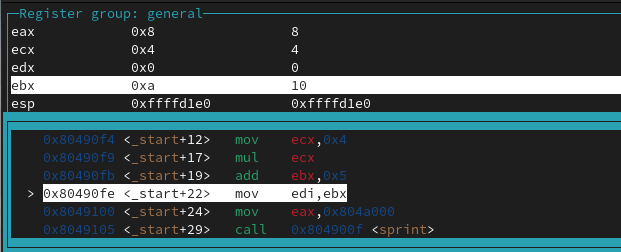 Register group: general
eax 0x8 8
ecx 0x4 4
edx 0x0 0
ebx 0xa 10
esp 0xffffd1e0 0xffffd1e0
0x80490f4 <_start+12> mov ecx,0x4
0x80490f9 <_start+17> mul ecx
0x80490fb <_start+19> add ebx,0x5
> 0x80490fe <_start+22> mov edi,ebx
0x8049100 <_start+24> mov eax,0x804a000
0x8049105 <_start+29> call 0x804900f <sprint>